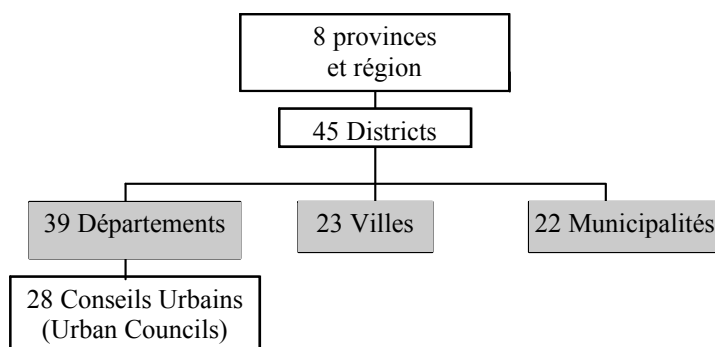 8 provinces
et région
45 Districts
39 Départements
23 Villes
22 Municipalités
28 Conseils Urbains
(Urban Councils)